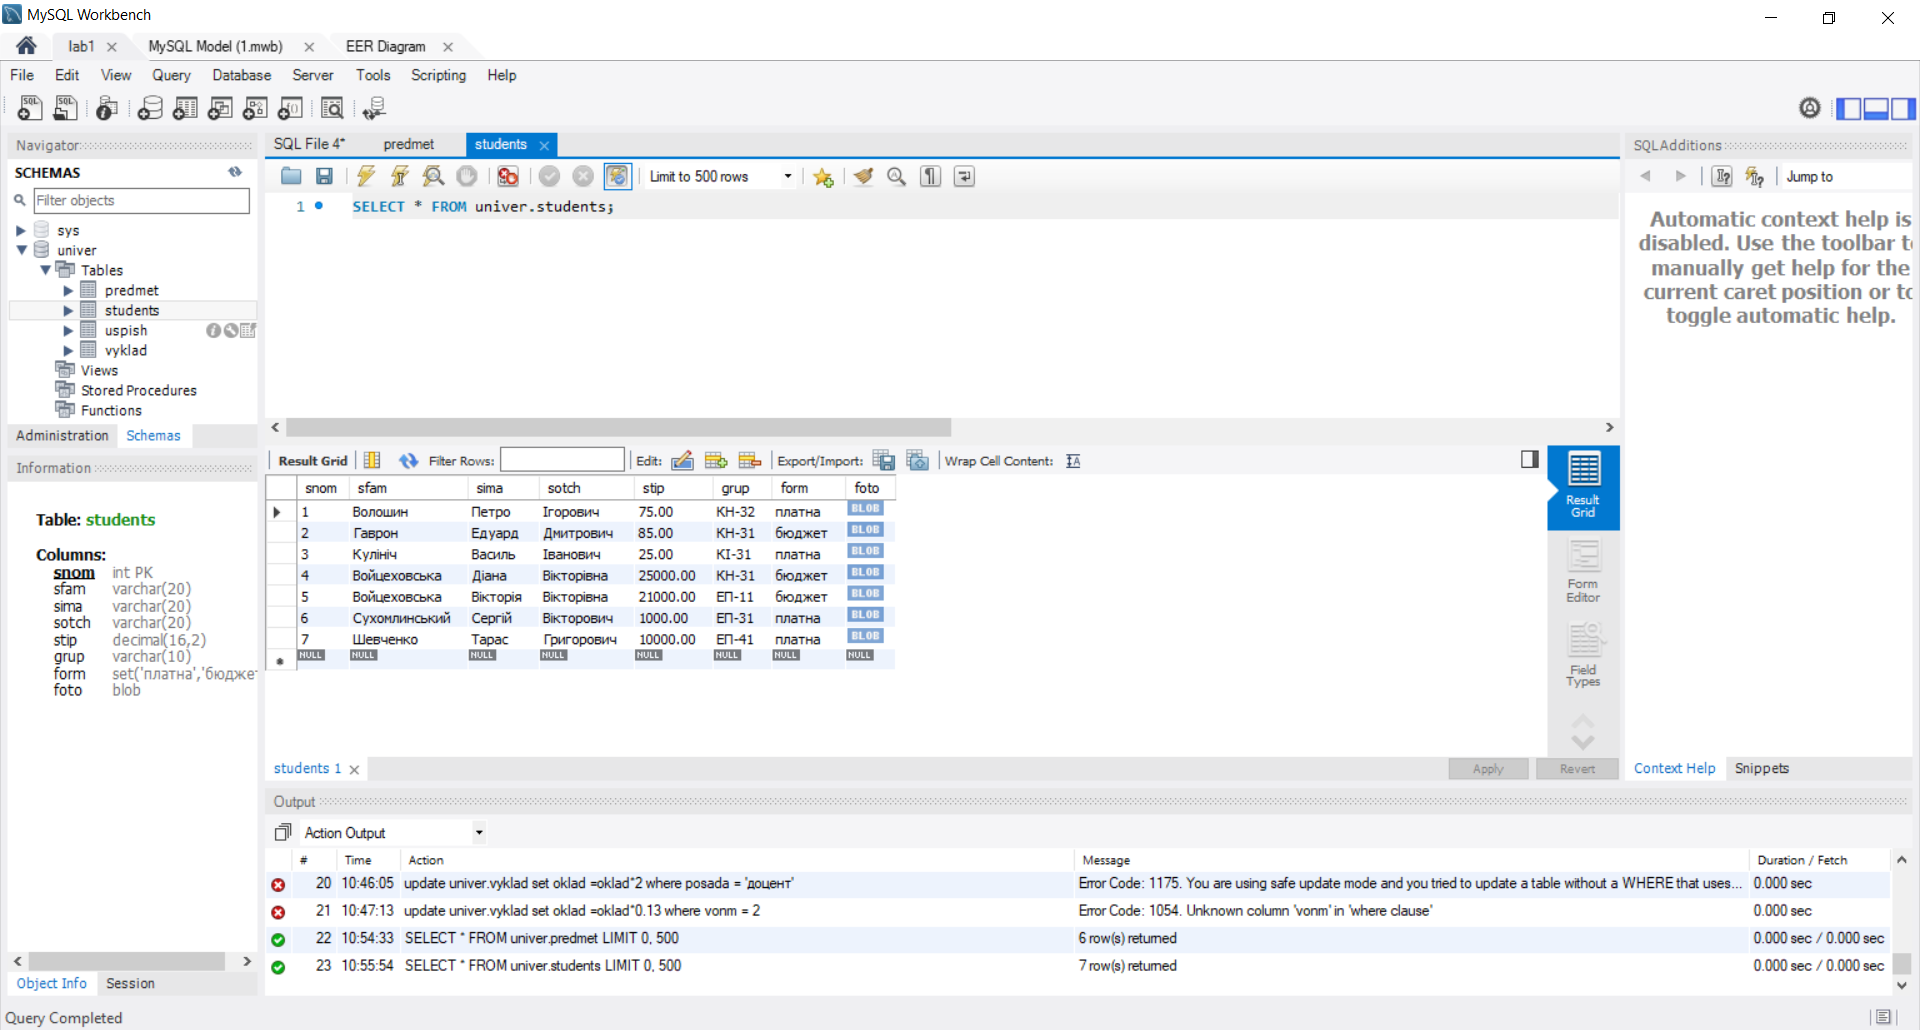 MySQL Workbench
lab1 MySQL Model (1.mwb) EER Diagram
File Edit View Query Database Server Tools Scripting Help
Navigator
SCHEMAS
Filter objects
sys
univer
Tables
predmet
students
uspish
vyklad
Views
Stored Procedures
Functions
Administration Schemas
Information
Table: students
Columns:
snom int PK
sfam varchar(20)
sima varchar(20)
sotch varchar(20)
stip decimal(16,2)
grup varchar(10)
form set('платна','бюдже
foto blob
Object Info Session
Query Completed
SQL File 4* predmet students
Limit to 500 rows
1 SELECT * FROM univer.students;
Result Grid Filter Rows: Edit: Export/Import: Wrap Cell Content:
snom sfam sima sotch stip grup form foto
1 Волошин Петро Ігорович 75.00 КН-32 платна BLOB
2 Гаврон Едуард Дмитрович 85.00 КН-31 бюджет BLOB
3 Кулініч Василь Іванович 25.00 КІ-31 платна BLOB
4 Войцеховська Діана Вікторівна 25000.00 КН-31 бюджет BLOB
5 Войцеховська Вікторія Вікторівна 21000.00 ЕП-11 бюджет BLOB
6 Сухомлинський Сергій Вікторович 1000.00 ЕП-31 платна BLOB
7 Шевченко Тарас Григорович 10000.00 ЕП-41 платна BLOB
NULL NULL NULL NULL NULL NULL NULL NULL
Result Grid
Form Editor
Field Types
students 1 Apply Revert
SQLAdditions
Jump to
Automatic context help is
disabled. Use the toolbar t
manually get help for the
current caret position or to
toggle automatic help.
Context Help Snippets
Output
Action Output
# Time Action Message Duration / Fetch
20 10:46:05 update univer.vyklad set oklad =oklad*2 where posada = 'доцент' Error Code: 1175. You are using safe update mode and you tried to update a table without a WHERE that uses... 0.000 sec
21 10:47:13 update univer.vyklad set oklad =oklad*0.13 where vonm = 2 Error Code: 1054. Unknown column 'vonm' in 'where clause' 0.000 sec
22 10:54:33 SELECT * FROM univer.predmet LIMIT 0, 500 6 row(s) returned 0.000 sec / 0.000 sec
23 10:55:54 SELECT * FROM univer.students LIMIT 0, 500 7 row(s) returned 0.000 sec / 0.000 sec